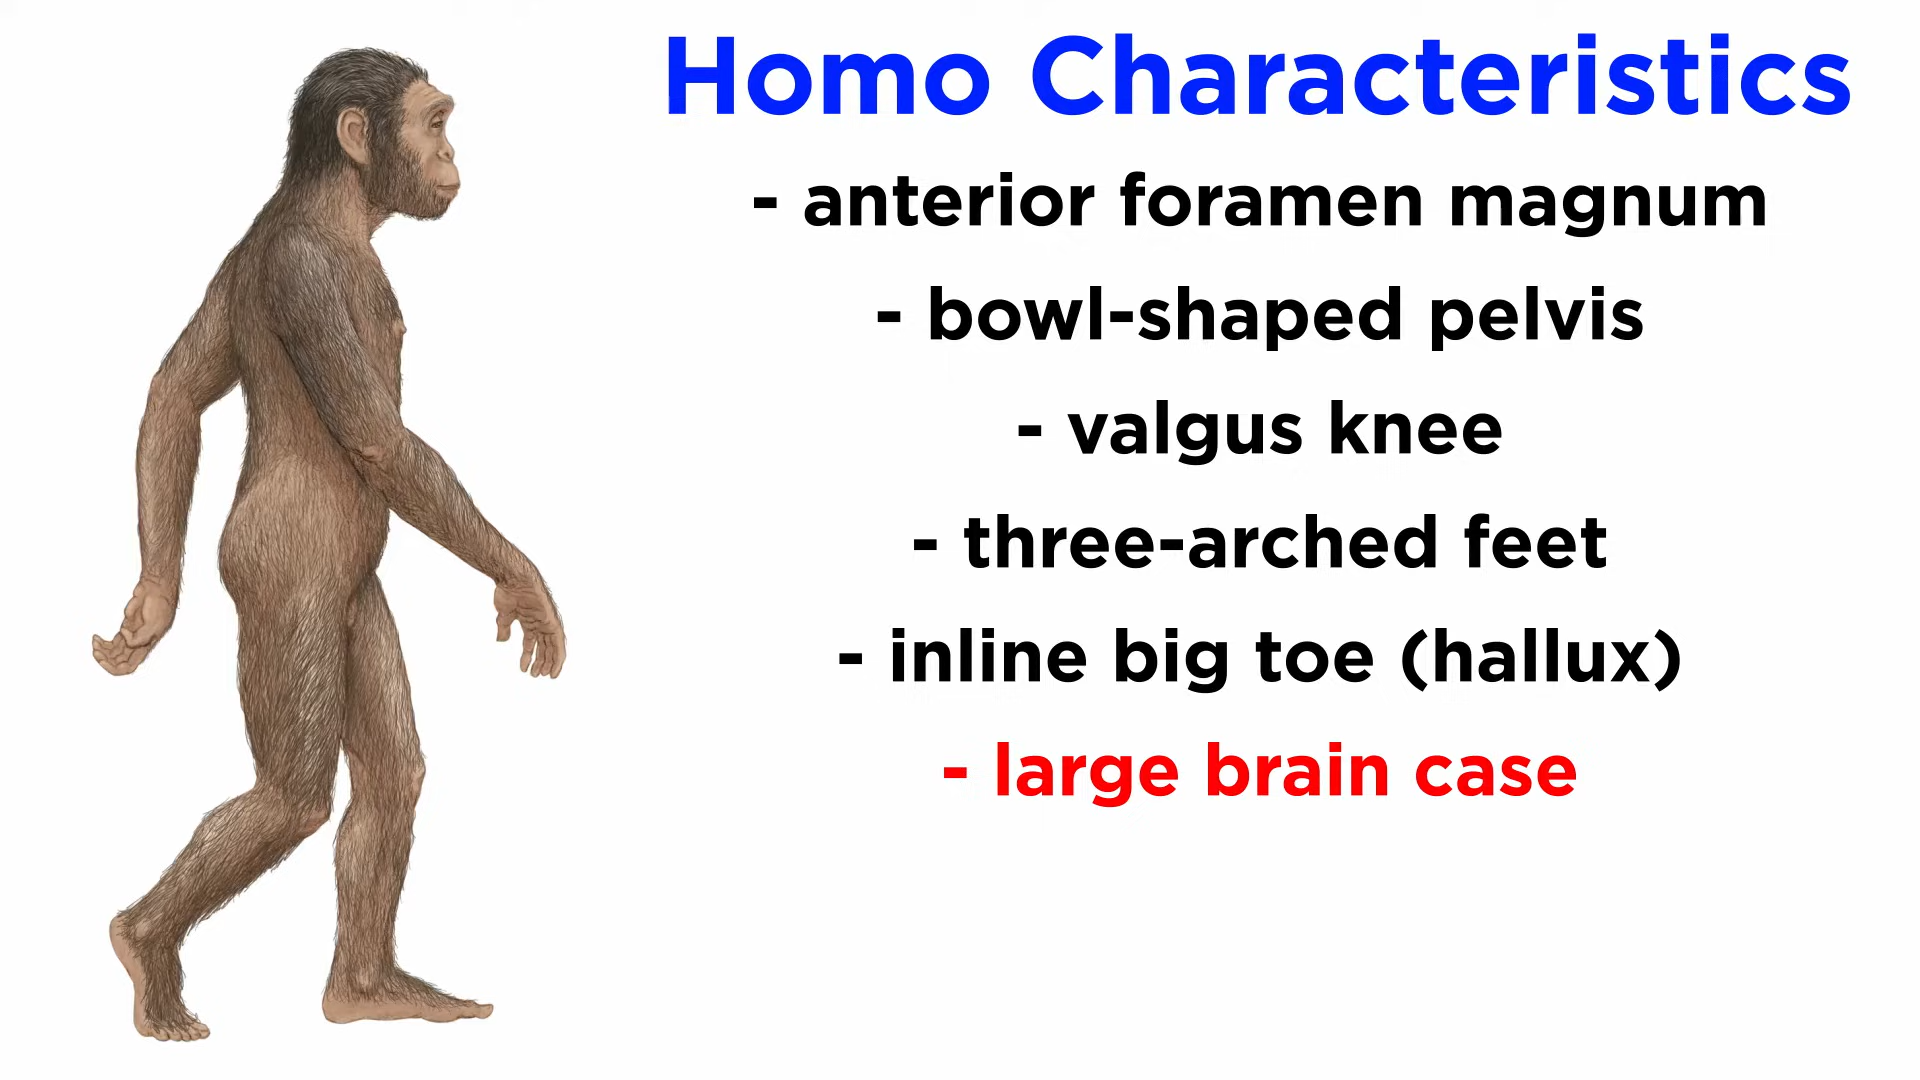 Homo Characteristics
- anterior foramen magnum
- bowl-shaped pelvis
- valgus knee
- three-arched feet
- inline big toe (hallux)
- large brain case